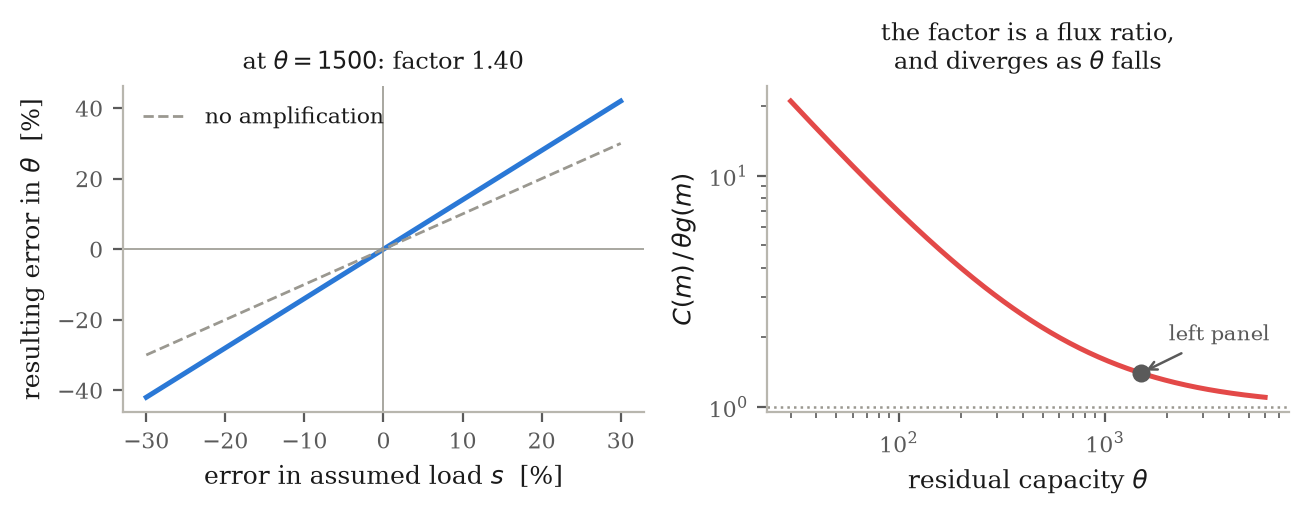 at θ = 1500: factor 1.40
no amplification
resulting error in θ [%]
40
20
0
−20
−40
−30
−20
−10
0
10
20
30
error in assumed load s [%]
the factor is a flux ratio,
and diverges as θ falls
C(m) / θg(m)
10¹
10⁰
left panel
10²
10³
residual capacity θ